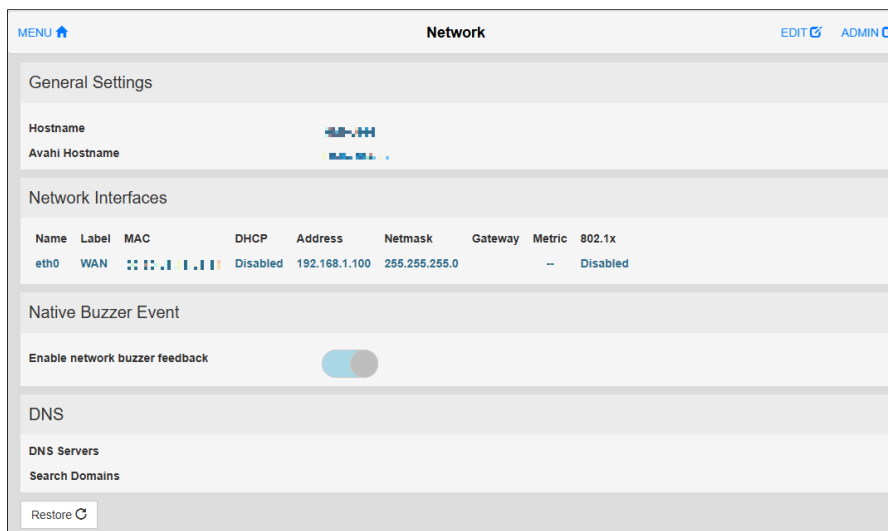 MENU Network EDIT ADMIN
General Settings
Hostname
Avahi Hostname
Network Interfaces
Name Label MAC DHCP Address Netmask Gateway Metric 802.1x
eth0 WAN Disabled 192.168.1.100 255.255.255.0 -- Disabled
Native Buzzer Event
Enable network buzzer feedback
DNS
DNS Servers
Search Domains
Restore